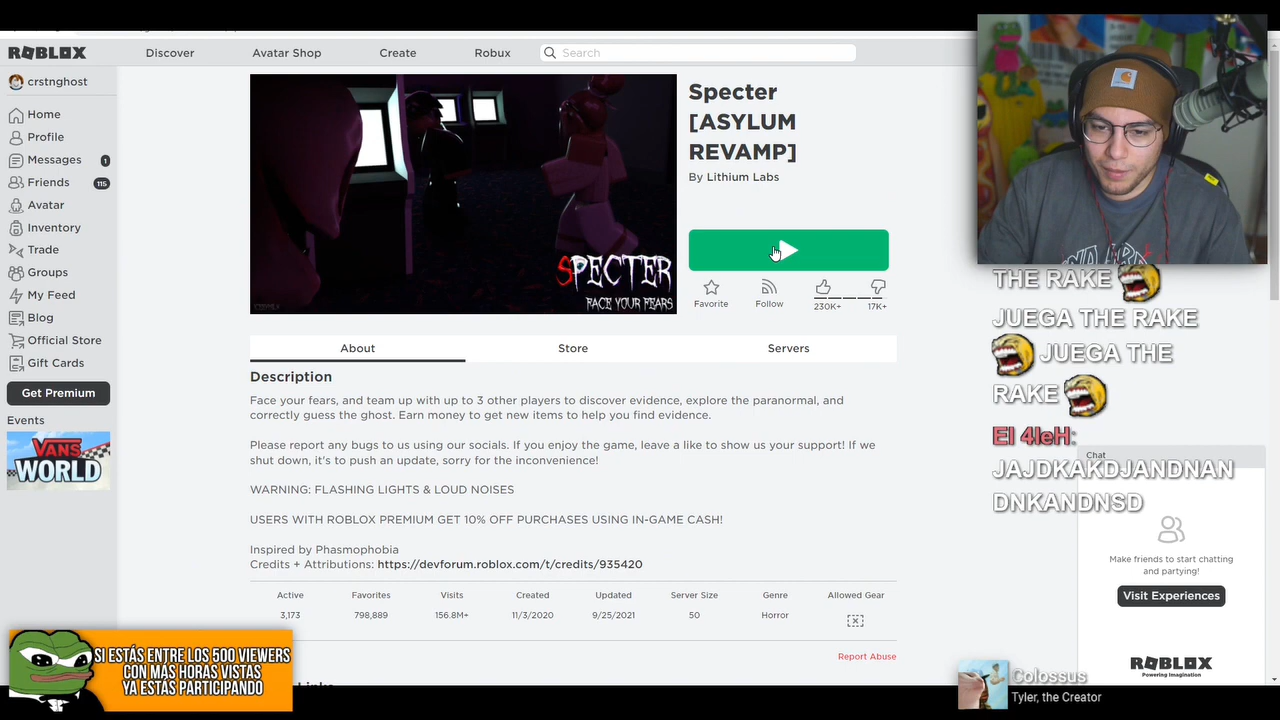 ROBLOX
Discover
Avatar Shop
Create
Robux
Search
crstnghost
Home
Profile
Messages
1
Friends
115
Avatar
Inventory
Trade
Groups
My Feed
Blog
Official Store
Gift Cards
Get Premium
Events
VANS
WORLD
SPECTER
FACE YOUR FEARS
Specter
[ASYLUM
REVAMP]
By Lithium Labs
Favorite
Follow
230K+
17K+
About
Store
Servers
Description
Face your fears, and team up with up to 3 other players to discover evidence, explore the paranormal, and
correctly guess the ghost. Earn money to get new items to help you find evidence.
Please report any bugs to us using our socials. If you enjoy the game, leave a like to show us your support! If we
shut down, it's to push an update, sorry for the inconvenience!
WARNING: FLASHING LIGHTS & LOUD NOISES
USERS WITH ROBLOX PREMIUM GET 10% OFF PURCHASES USING IN-GAME CASH!
Inspired by Phasmophobia
Credits + Attributions: https://devforum.roblox.com/t/credits/935420
Active
Favorites
Visits
Created
Updated
Server Size
Genre
Allowed Gear
3,173
798,889
156.8M+
11/3/2020
9/25/2021
50
Horror
Report Abuse
carhartt
THE RAKE
JUEGA THE RAKE
JUEGA THE
RAKE
El 4leH:
JAJDKAKDJANDNAN
DNKANDNSD
Chat
Make friends to start chatting
and partying!
Visit Experiences
ROBLOX
Powering Imagination
SI ESTÁS ENTRE LOS 500 VIEWERS
CON MÁS HORAS VISTAS
YA ESTÁS PARTICIPANDO
Colossus
Tyler, the Creator